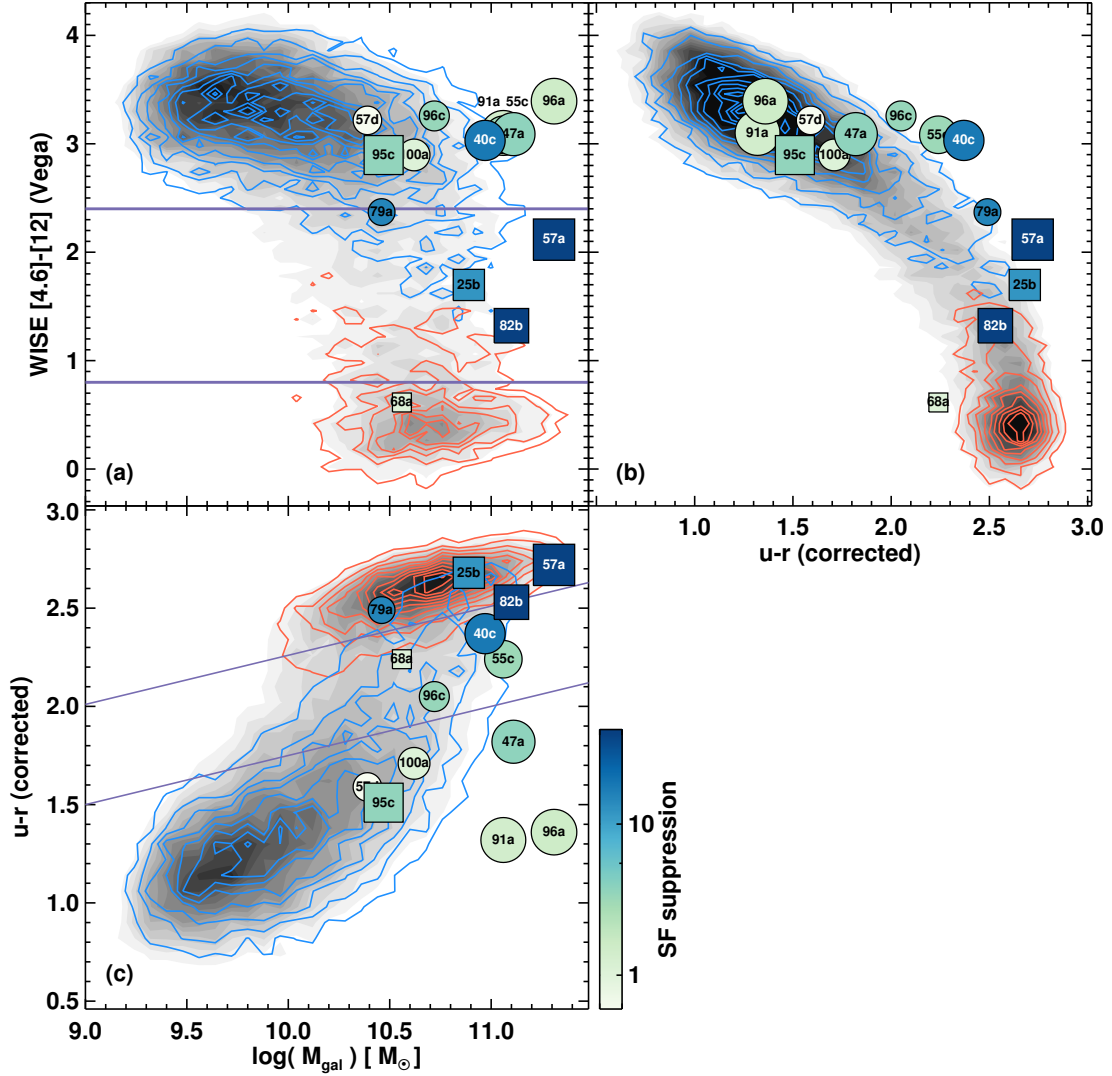 4
3
2
1
0
WISE [4.6]-[12] (Vega)
91a 55c
96a
57d
96c
40c
47a
95c
00a
79a
57a
25b
82b
68a
(a)
96a
91a
57d
96c
47a
55c
40c
95c
100a
79a
57a
25b
82b
68a
(b)
1.0 1.5 2.0 2.5 3.0
u-r (corrected)
3.0
2.5
2.0
1.5
1.0
0.5
u-r (corrected)
25b
57a
79a
82b
40c
68a
55c
96c
47a
100a
95c
91a
96a
(c)
9.0 9.5 10.0 10.5 11.0
log( M_gal ) [ M_⊙ ]
10
1
SF suppression